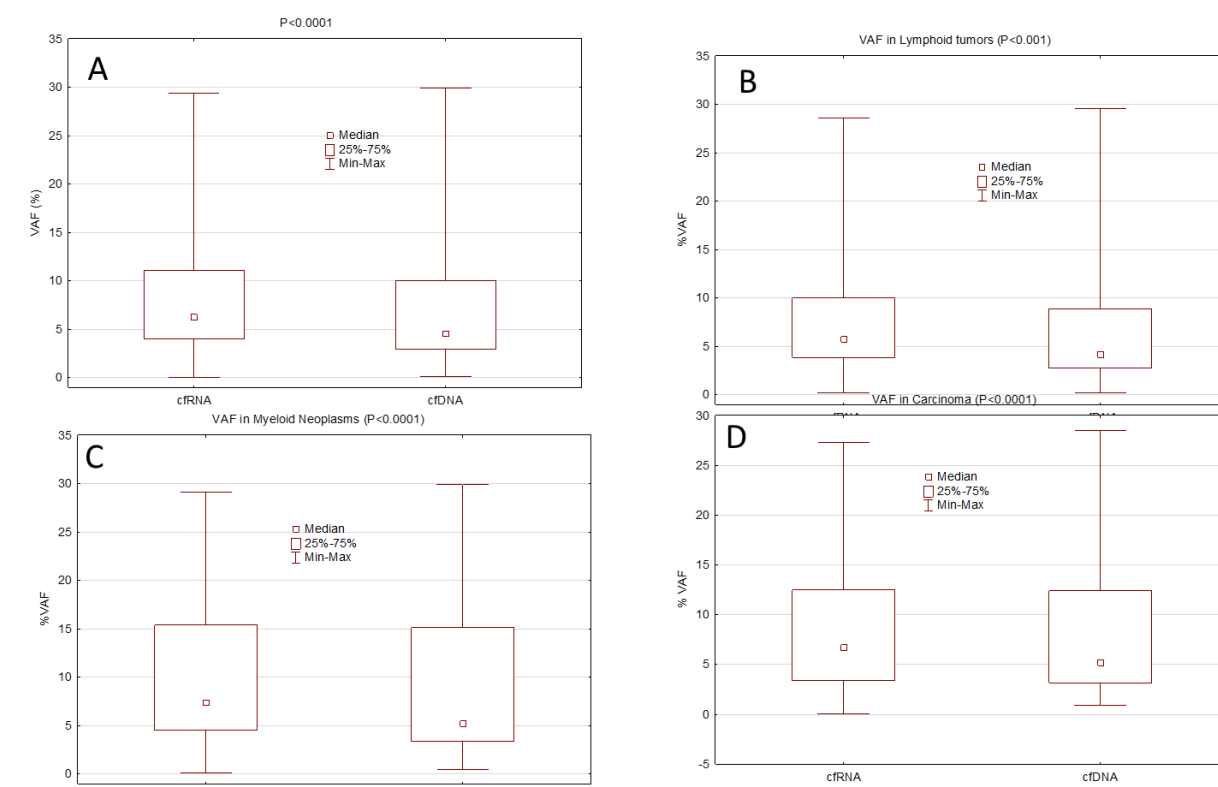 P<0.0001
A
35
30
25
20
15
10
5
0
VAF (%)
Median
25%-75%
Min-Max
cfRNA
cfDNA
VAF in Lymphoid tumors (P<0.001)
B
35
30
25
20
15
10
5
0
%VAF
Median
25%-75%
Min-Max
VAF in Myeloid Neoplasms (P<0.0001)
C
35
30
25
20
15
10
5
0
%VAF
Median
25%-75%
Min-Max
VAF in Carcinoma (P<0.0001)
D
30
25
20
15
10
5
0
-5
% VAF
Median
25%-75%
Min-Max
cfRNA
cfDNA